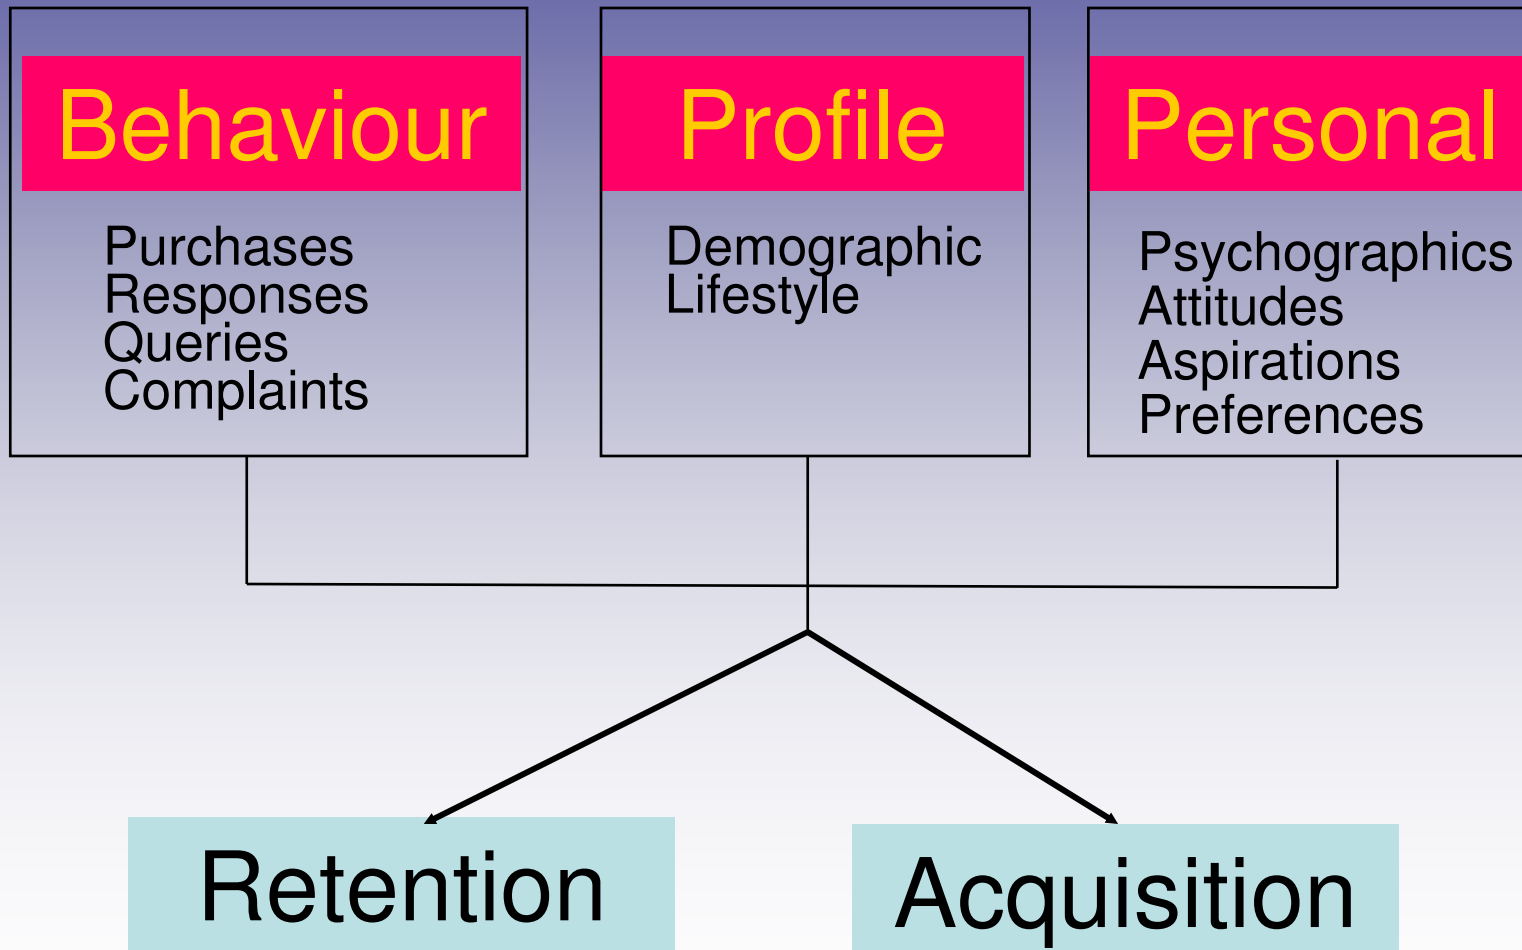 Behaviour
Purchases
Responses
Queries
Complaints
Profile
Demographic
Lifestyle
Personal
Psychographics
Attitudes
Aspirations
Preferences
Retention
Acquisition